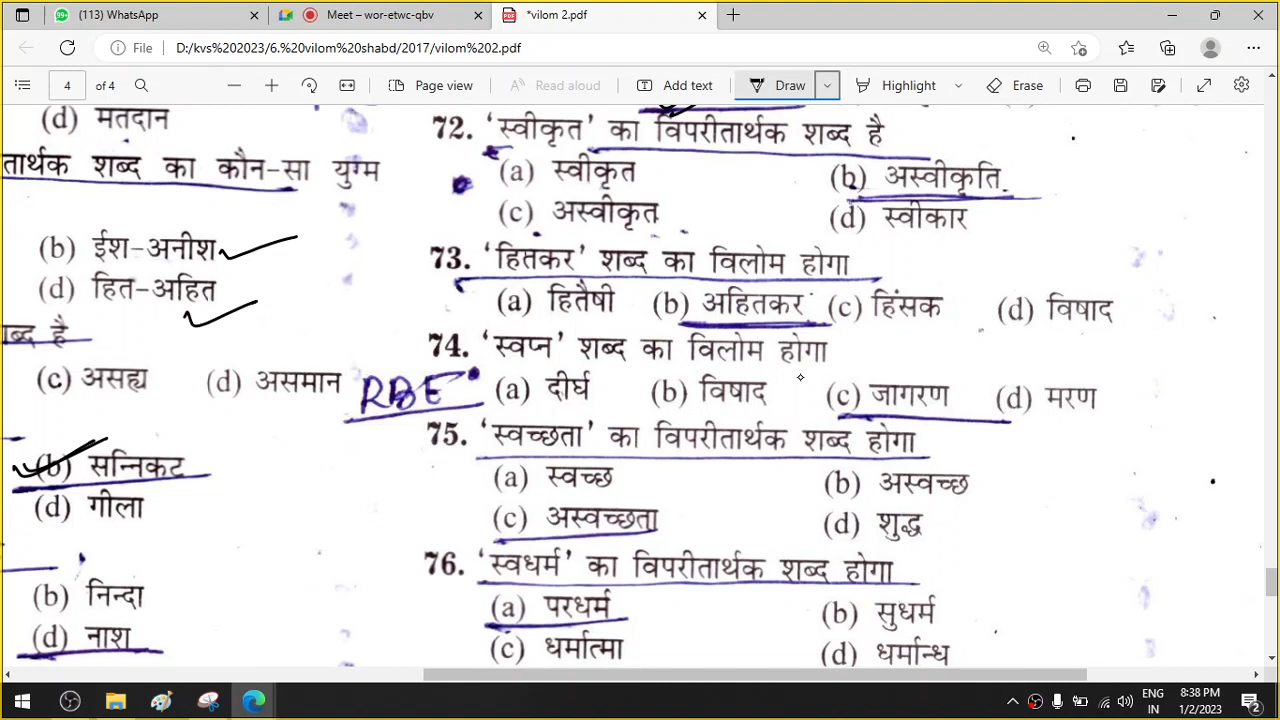 (113) WhatsApp
Meet – wor-etwc-qbv
*vilom 2.pdf
File
D:/kvs%202023/6.%20vilom%20shabd/2017/vilom%202.pdf
4 of 4
Page view
Read aloud
Add text
Draw
Highlight
Erase
(d) मतदान
तार्थक शब्द का कौन-सा युग्म
(b) ईश-अनीश
(d) हित-अहित
ब्द है
(c) असह्य (d) असमान
RBE
(b) सन्निकट
(d) गीला
(b) निन्दा
(d) नाश
72. 'स्वीकृत' का विपरीतार्थक शब्द है
(a) स्वीकृत (b) अस्वीकृति
(c) अस्वीकृत (d) स्वीकार
73. 'हितकर' शब्द का विलोम होगा
(a) हितैषी (b) अहितकर (c) हिंसक (d) विषाद
74. 'स्वप्न' शब्द का विलोम होगा
(a) दीर्घ (b) विषाद (c) जागरण (d) मरण
75. 'स्वच्छता' का विपरीतार्थक शब्द होगा
(a) स्वच्छ (b) अस्वच्छ
(c) अस्वच्छता (d) शुद्ध
76. 'स्वधर्म' का विपरीतार्थक शब्द होगा
(a) परधर्म (b) सुधर्म
(c) धर्मात्मा (d) धर्मान्ध
ENG
IN
8:38 PM
1/2/2023
2